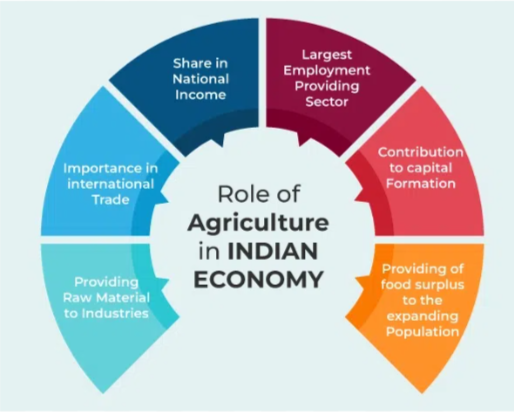 Share in
National
Income
Largest
Employment
Providing
Sector
Importance in
international
Trade
Contribution
to capital
Formation
Role of
Agriculture
in INDIAN
ECONOMY
Providing
Raw Material
to Industries
Providing of
food surplus
to the
expanding
Population